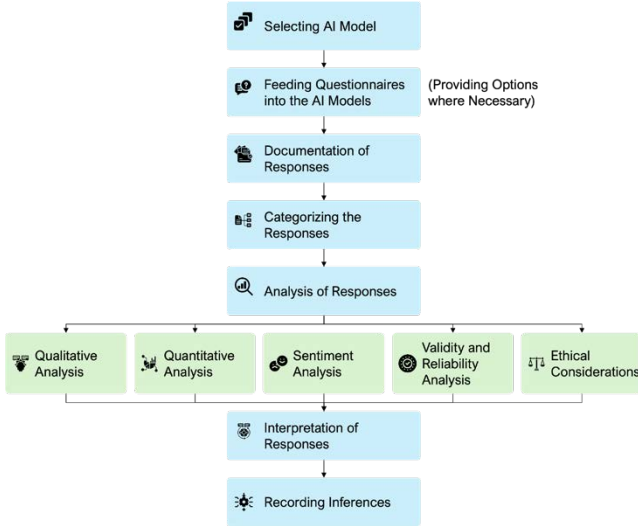 Selecting AI Model
Feeding Questionnaires
into the AI Models
(Providing Options
where Necessary)
Documentation of
Responses
Categorizing the
Responses
Analysis of Responses
Qualitative
Analysis
Quantitative
Analysis
Sentiment
Analysis
Validity and
Reliability
Analysis
Ethical
Considerations
Interpretation of
Responses
Recording Inferences